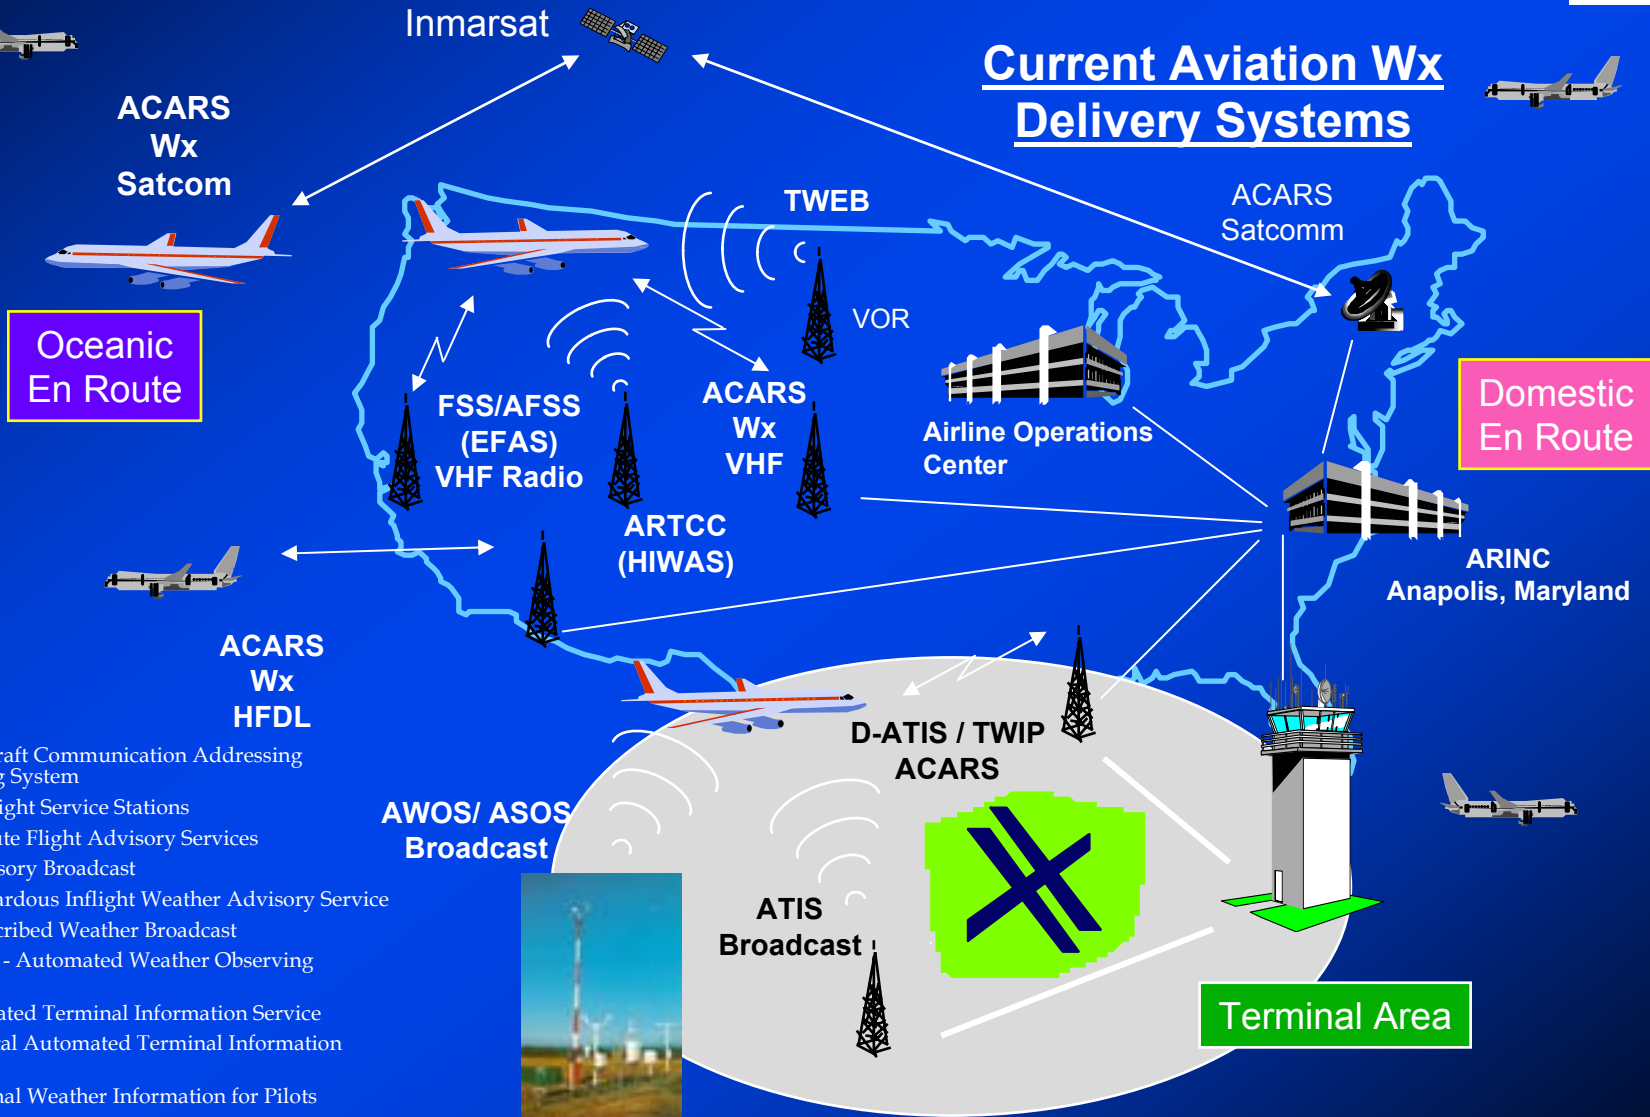 Inmarsat
Current Aviation Wx
Delivery Systems
ACARS
Wx
Satcom
TWEB
ACARS
Satcomm
VOR
Oceanic
En Route
Domestic
En Route
FSS/AFSS
(EFAS)
VHF Radio
ACARS
Wx
VHF
Airline Operations
Center
ARTCC
(HIWAS)
ARINC
Anapolis, Maryland
ACARS
Wx
HFDL
D-ATIS / TWIP
ACARS
AWOS/ ASOS
Broadcast
ATIS
Broadcast
Terminal Area
raft Communication Addressing
g System
ight Service Stations
ute Flight Advisory Services
sory Broadcast
ardous Inflight Weather Advisory Service
cribed Weather Broadcast
- Automated Weather Observing
ated Terminal Information Service
al Automated Terminal Information
nal Weather Information for Pilots